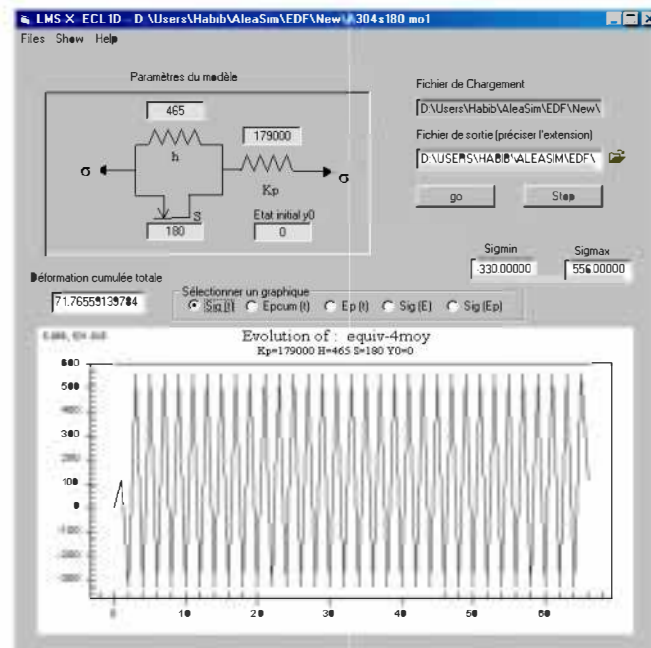 LMS X-ECL1D - D \Users\Habib\AleaSim\EDF\New\A304s180 mo1
Files Show Help
Paramètres du modèle
465
h
179000
Kp
σ
σ
S
180
Etat initial y0
0
Fichier de Chargement
D:\Users\Habib\AleaSim\EDF\New\
Fichier de sortie (préciser l'extension)
D:\USERS\HABIB\ALEASIM\EDF\
go
Stop
Sigmin
Sigmax
-330.00000
556.00000
Déformation cumulée totale
71.76559139784
Sélectionner un graphique
Sig(t) Epcum (t) Ep (t) Sig (E) Sig (Ep)
Evolution of : equiv-4moy
Kp=179000 H=465 S=180 Y0=0
600
500
400
300
200
100
0
-100
-200
-300
0 10 20 30 40 50 60